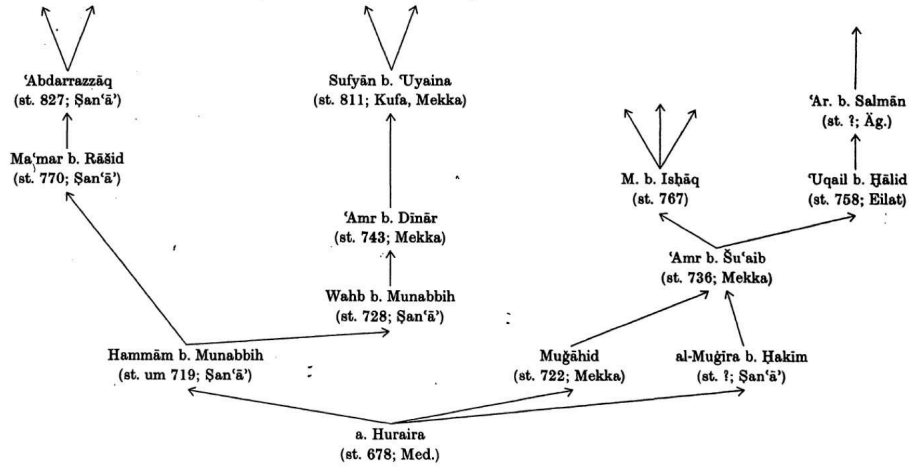 ʿAbdarrazzāq
(st. 827; Ṣanʿāʾ)
Sufyān b. ʿUyaina
(st. 811; Kufa, Mekka)
ʿAr. b. Salmān
(st. ?; Äg.)
Maʿmar b. Rāšid
(st. 770; Ṣanʿāʾ)
M. b. Isḥāq
(st. 767)
ʿUqail b. Ḫālid
(st. 758; Eilat)
ʿAmr b. Dīnār
(st. 743; Mekka)
ʿAmr b. Šuʿaib
(st. 736; Mekka)
Wahb b. Munabbih
(st. 728; Ṣanʿāʾ)
Hammām b. Munabbih
(st. um 719; Ṣanʿāʾ)
Muǧāhid
(st. 722; Mekka)
al-Muġīra b. Ḥakim
(st. ?; Ṣanʿāʾ)
a. Huraira
(st. 678; Med.)